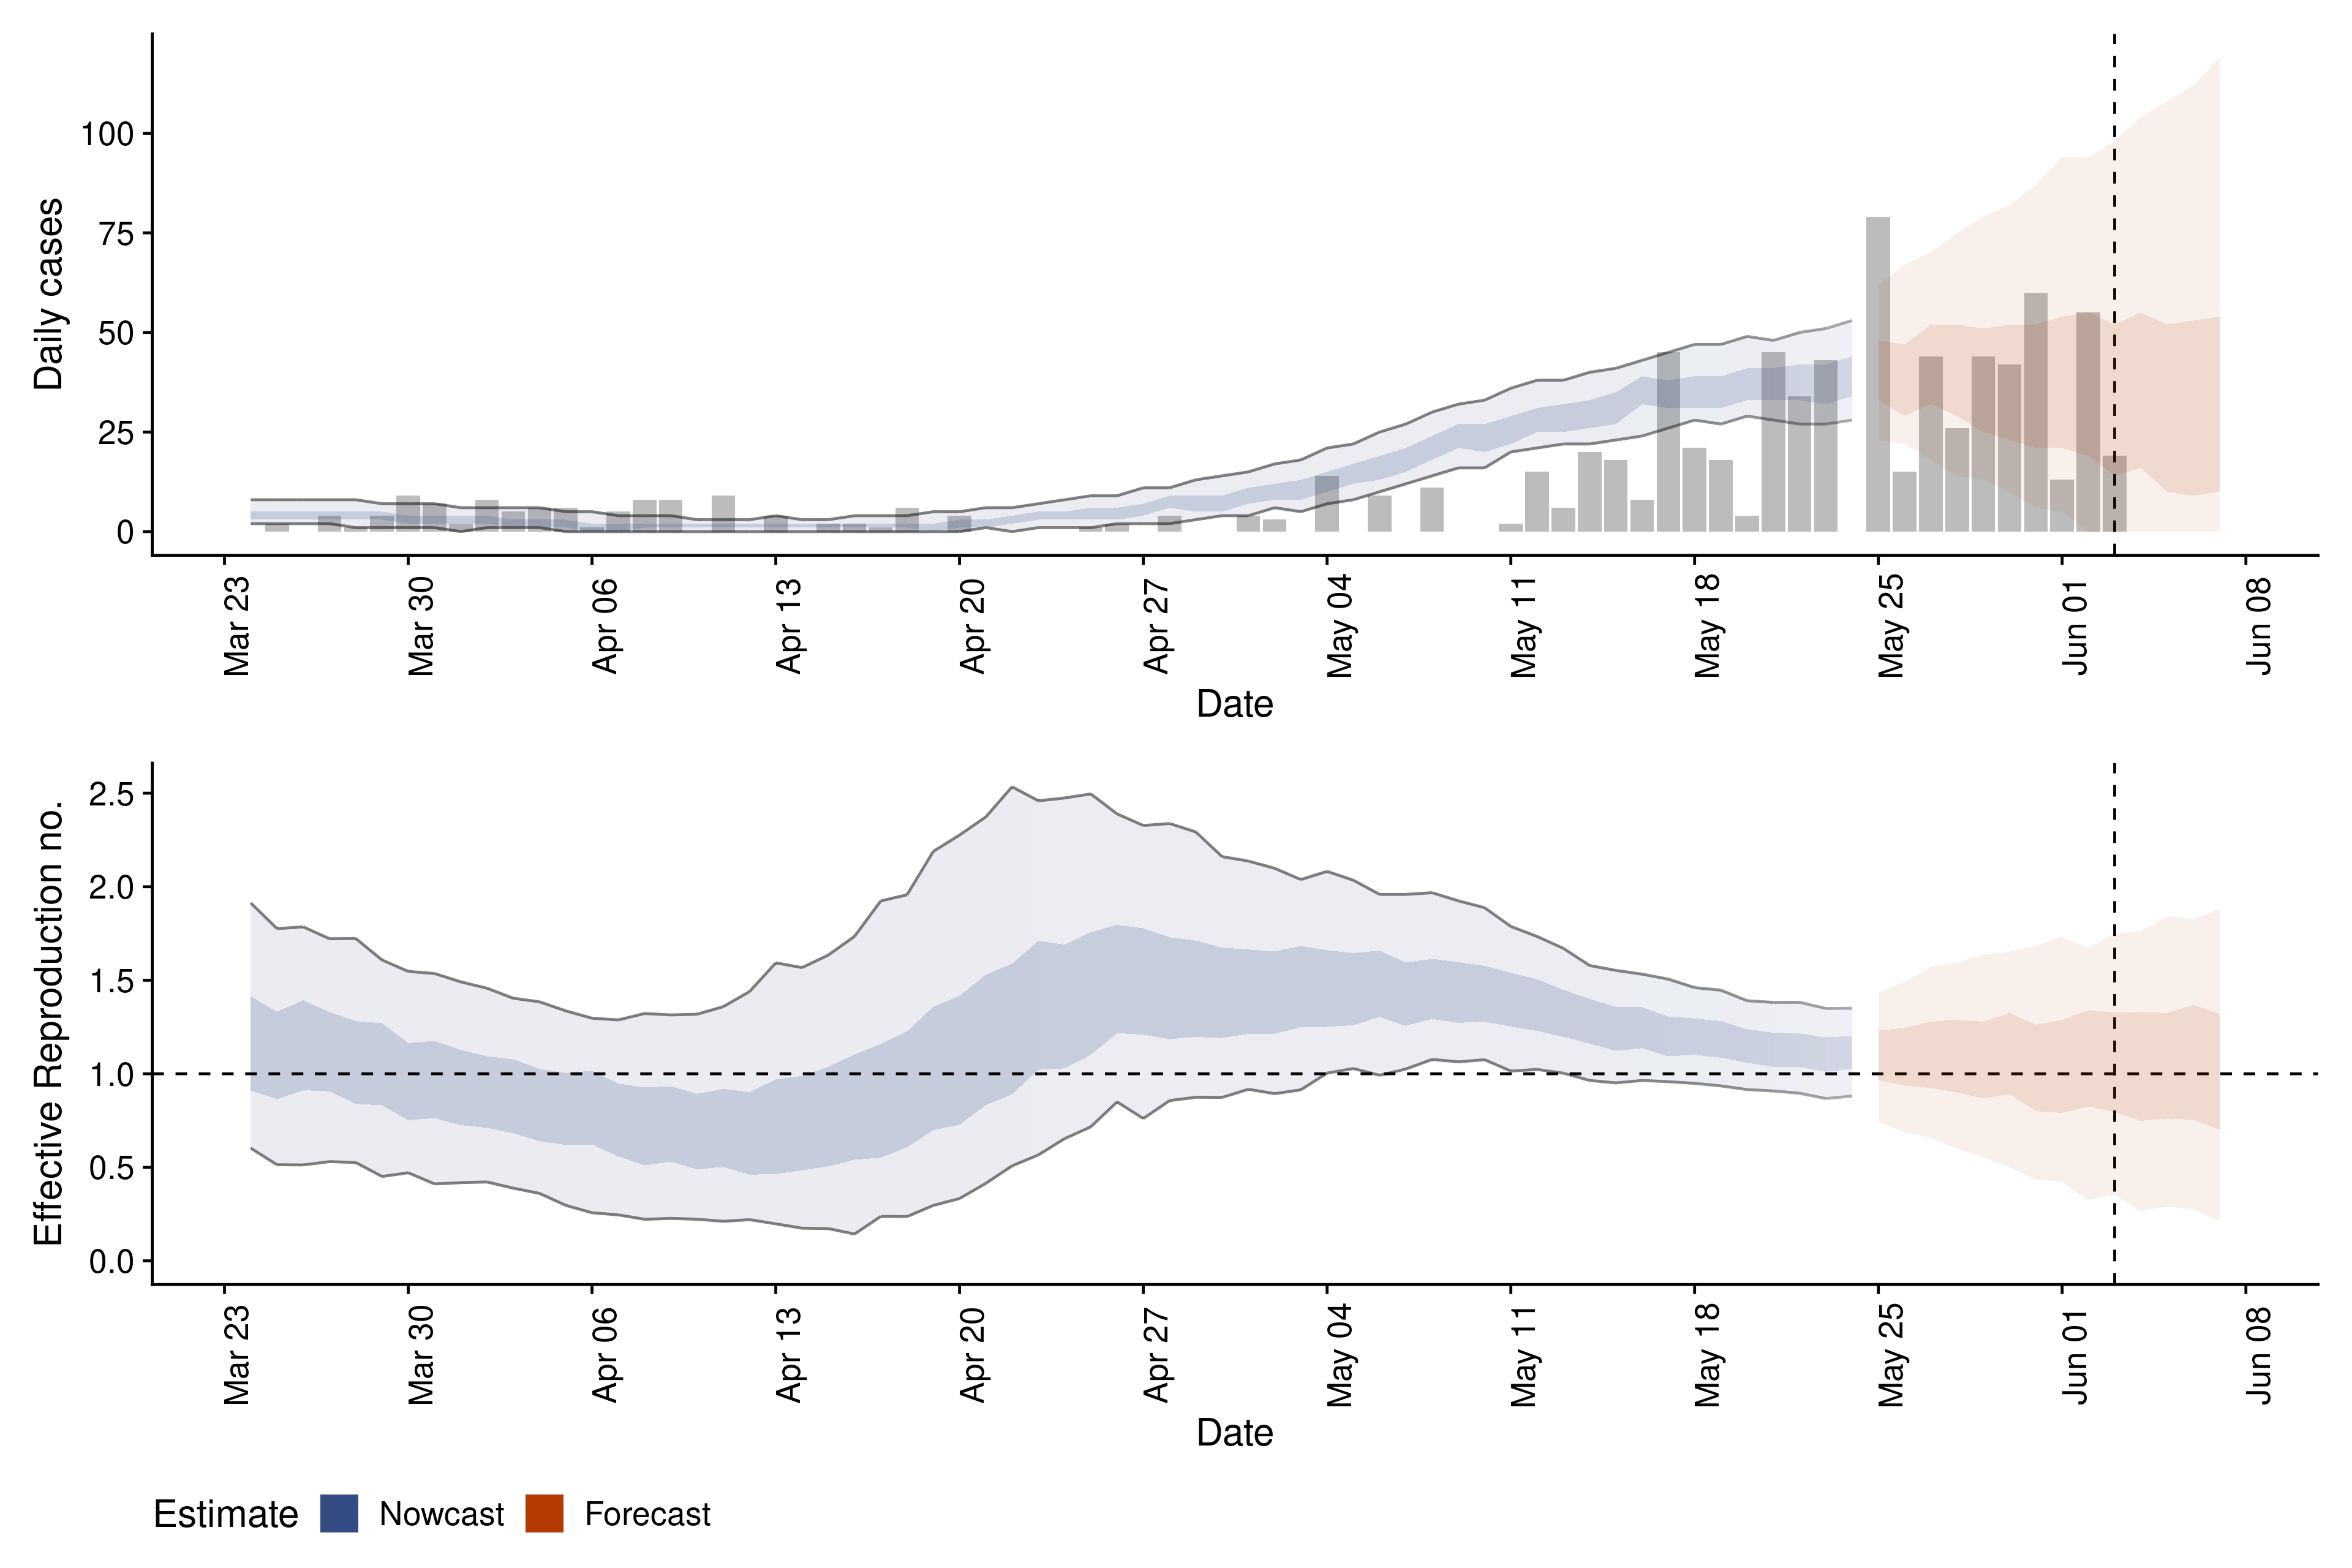 Daily cases
100
75
50
25
0
Mar 23
Mar 30
Apr 06
Apr 13
Apr 20
Apr 27
May 04
May 11
May 18
May 25
Jun 01
Jun 08
Date
Effective Reproduction no.
2.5
2.0
1.5
1.0
0.5
0.0
Mar 23
Mar 30
Apr 06
Apr 13
Apr 20
Apr 27
May 04
May 11
May 18
May 25
Jun 01
Jun 08
Date
Estimate Nowcast Forecast